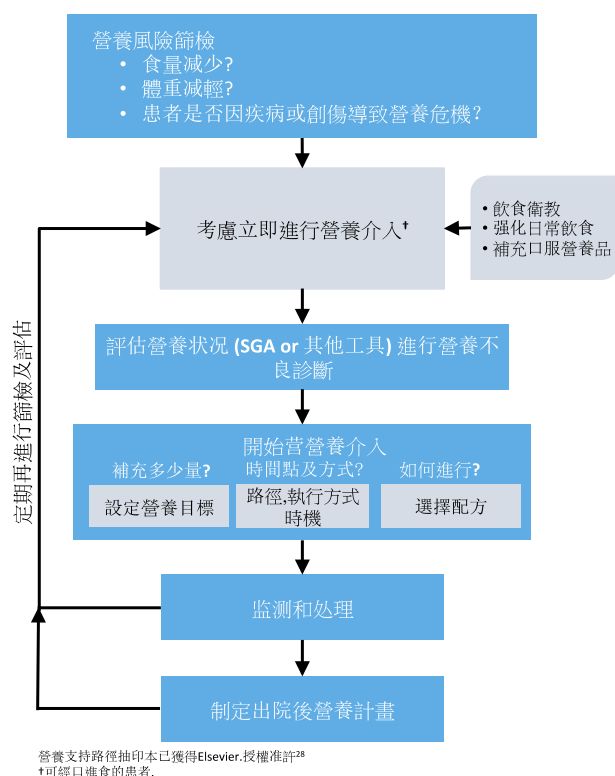 營養風險篩檢
• 食量减少?
• 體重减輕?
• 患者是否因疾病或創傷導致營養危機?
考慮立即進行營養介入†
• 飲食衛教
• 强化日常飲食
• 補充口服營養品
評估營養状况 (SGA or 其他工具) 進行營養不
良診斷
開始营營養介入
補充多少量?
設定營養目標
時間點及方式?
路徑,執行方式
時機
如何進行?
選擇配方
监测和处理
制定出院後營養計畫
定期再進行篩檢及評估
營養支持路徑抽印本已獲得Elsevier.授權准許28
†可經口進食的患者.